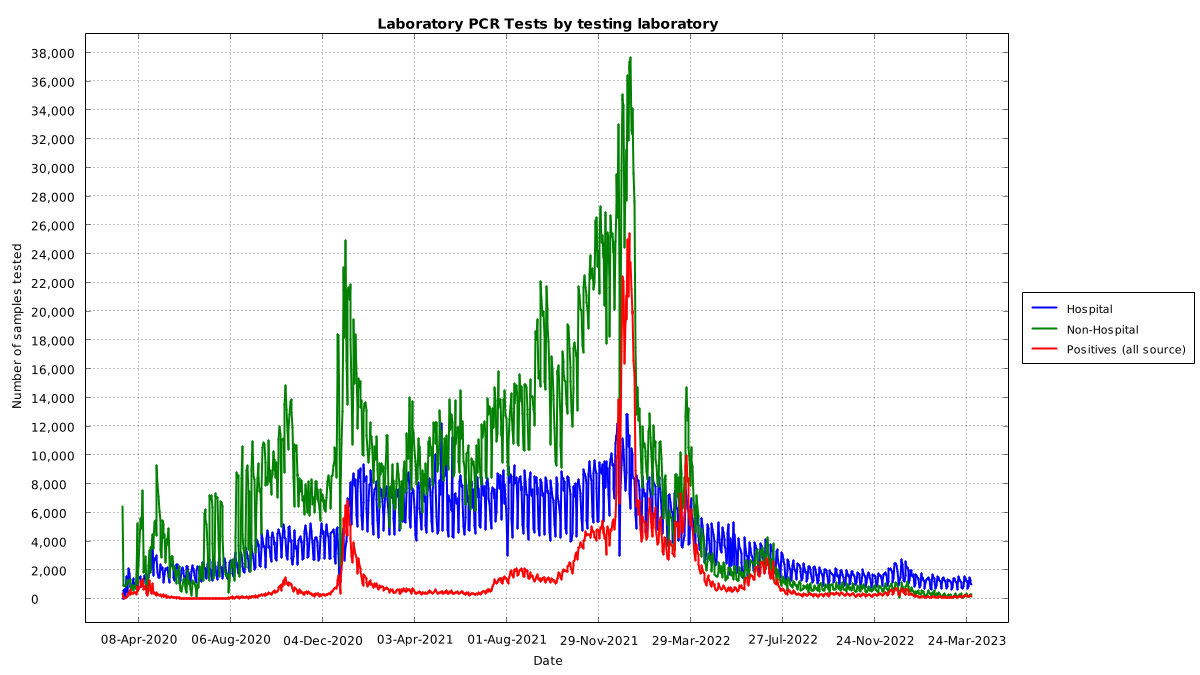 Laboratory PCR Tests by testing laboratory
38,000
36,000
34,000
32,000
30,000
28,000
26,000
24,000
22,000
20,000
18,000
16,000
14,000
12,000
10,000
8,000
6,000
4,000
2,000
0
Number of samples tested
08-Apr-2020 06-Aug-2020 04-Dec-2020 03-Apr-2021 01-Aug-2021 29-Nov-2021 29-Mar-2022 27-Jul-2022 24-Nov-2022 24-Mar-2023
Date
Hospital
Non-Hospital
Positives (all source)